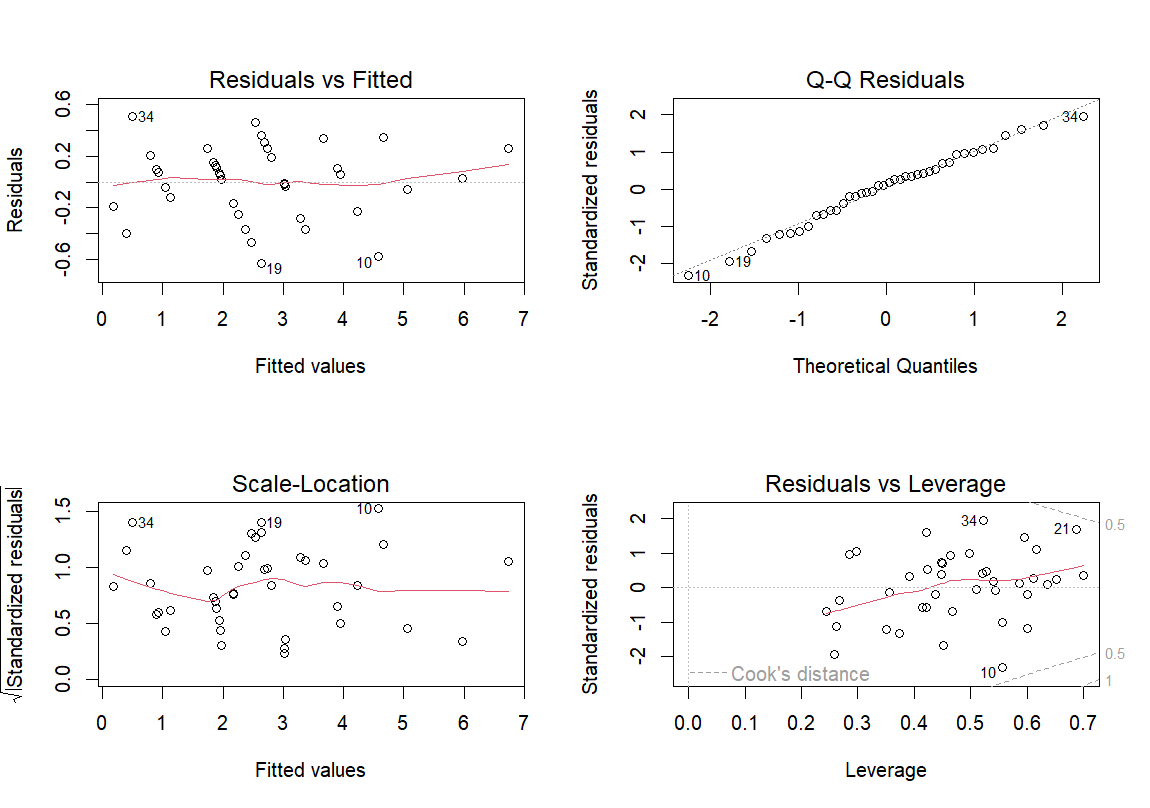 Residuals vs Fitted
Residuals
0.6
0.2
-0.2
-0.6
34
19
10
0 1 2 3 4 5 6 7
Fitted values
Q-Q Residuals
Standardized residuals
2
1
0
-1
-2
34
19
10
-2 -1 0 1 2
Theoretical Quantiles
Scale-Location
√|Standardized residuals|
1.5
1.0
0.5
0.0
10
34
19
0 1 2 3 4 5 6 7
Fitted values
Residuals vs Leverage
Standardized residuals
2
1
0
-1
-2
34
21
0.5
10
0.5
Cook's distance
1
0.0 0.1 0.2 0.3 0.4 0.5 0.6 0.7
Leverage